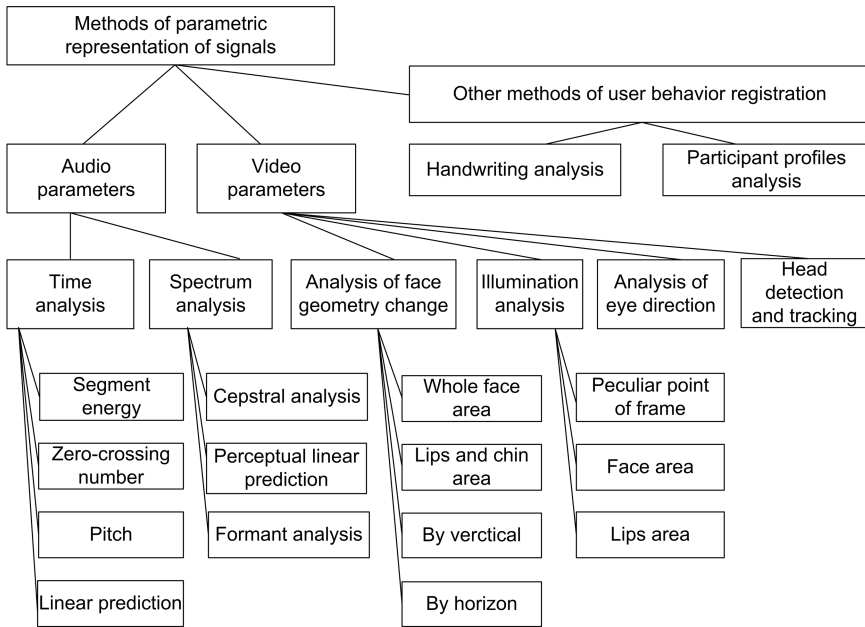 Methods of parametric
representation of signals
Other methods of user behavior registration
Audio
parameters
Video
parameters
Handwriting analysis
Participant profiles
analysis
Time
analysis
Spectrum
analysis
Analysis of face
geometry change
Illumination
analysis
Analysis of
eye direction
Head
detection
and tracking
Segment
energy
Cepstral analysis
Whole face
area
Peculiar point
of frame
Zero-crossing
number
Perceptual linear
prediction
Lips and chin
area
Face area
Pitch
Formant analysis
By verctical
Lips area
Linear prediction
By horizon